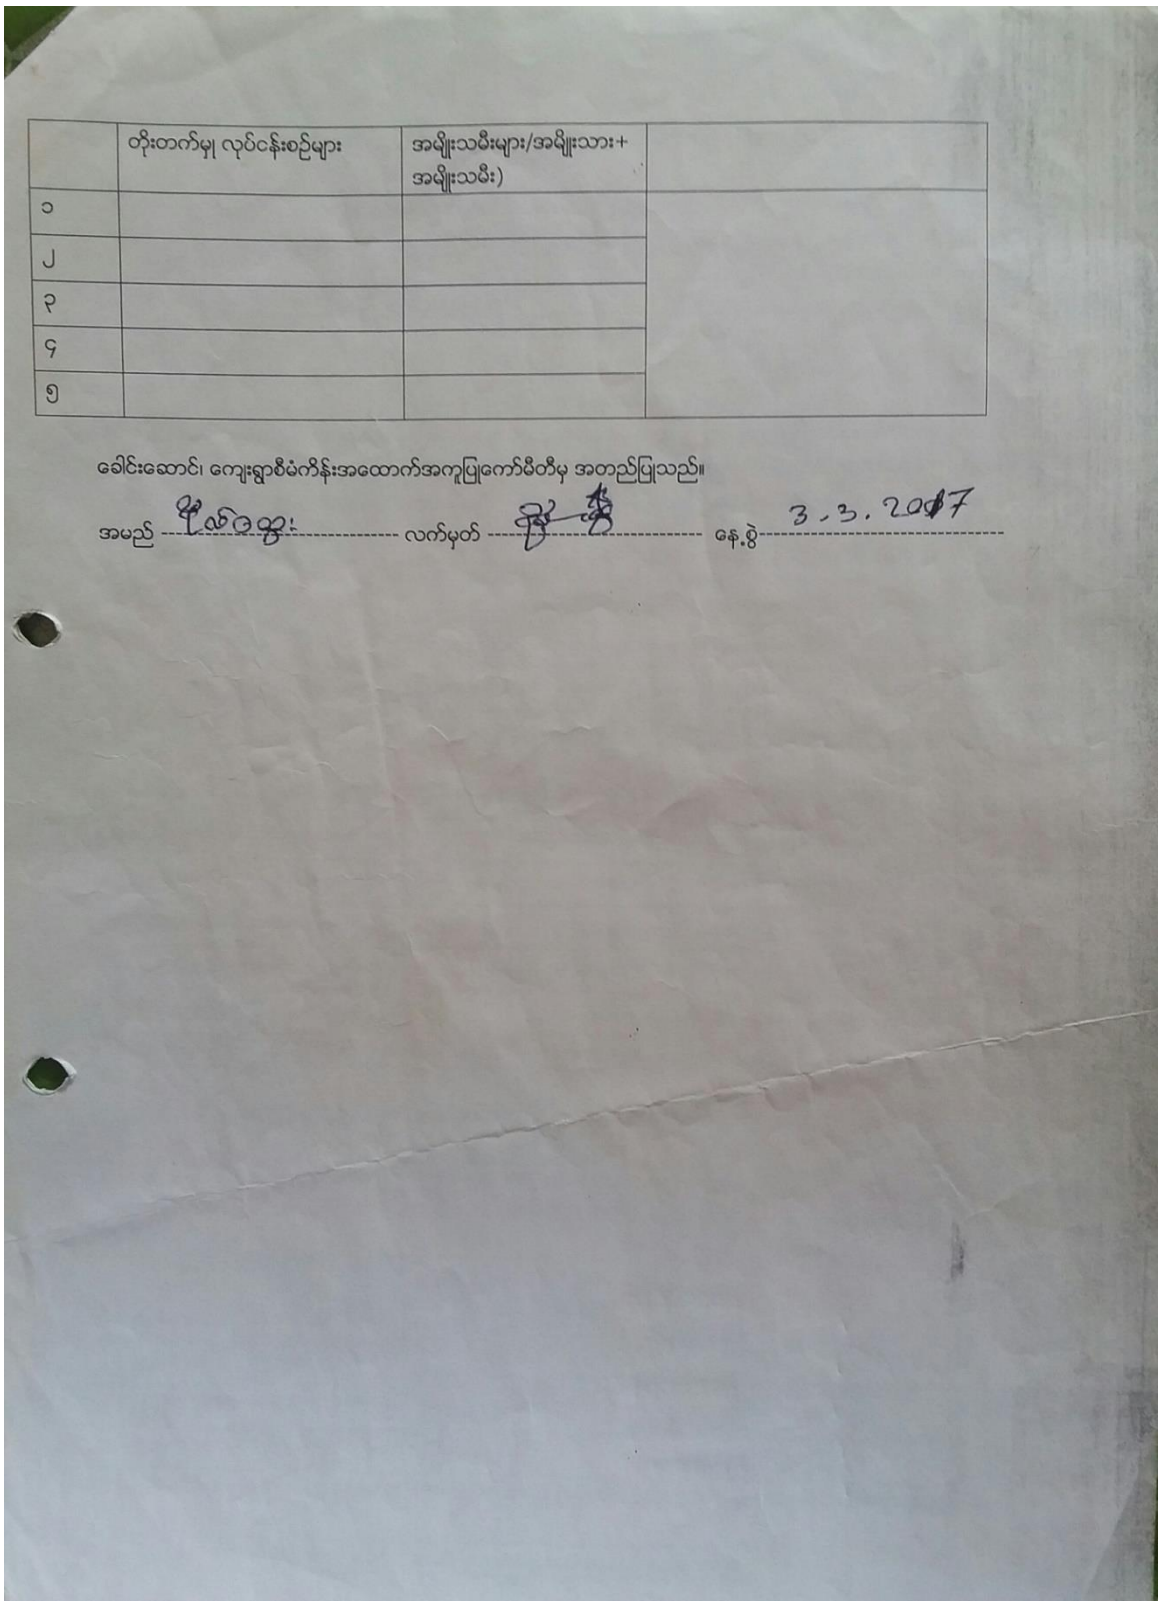 တိုးတက်မှု လုပ်ငန်းစဉ်များ
အမျိုးသမီးများ/အမျိုးသား+
အမျိုးသမီး)
၁
၂
၃
၄
၅
ခေါင်းဆောင်၊ ကျေးရွာစီမံကိန်းအထောက်အကူပြုကော်မီတီမှ အတည်ပြုသည်။
အမည် လက်မှတ် နေ့စွဲ 3.3.2017